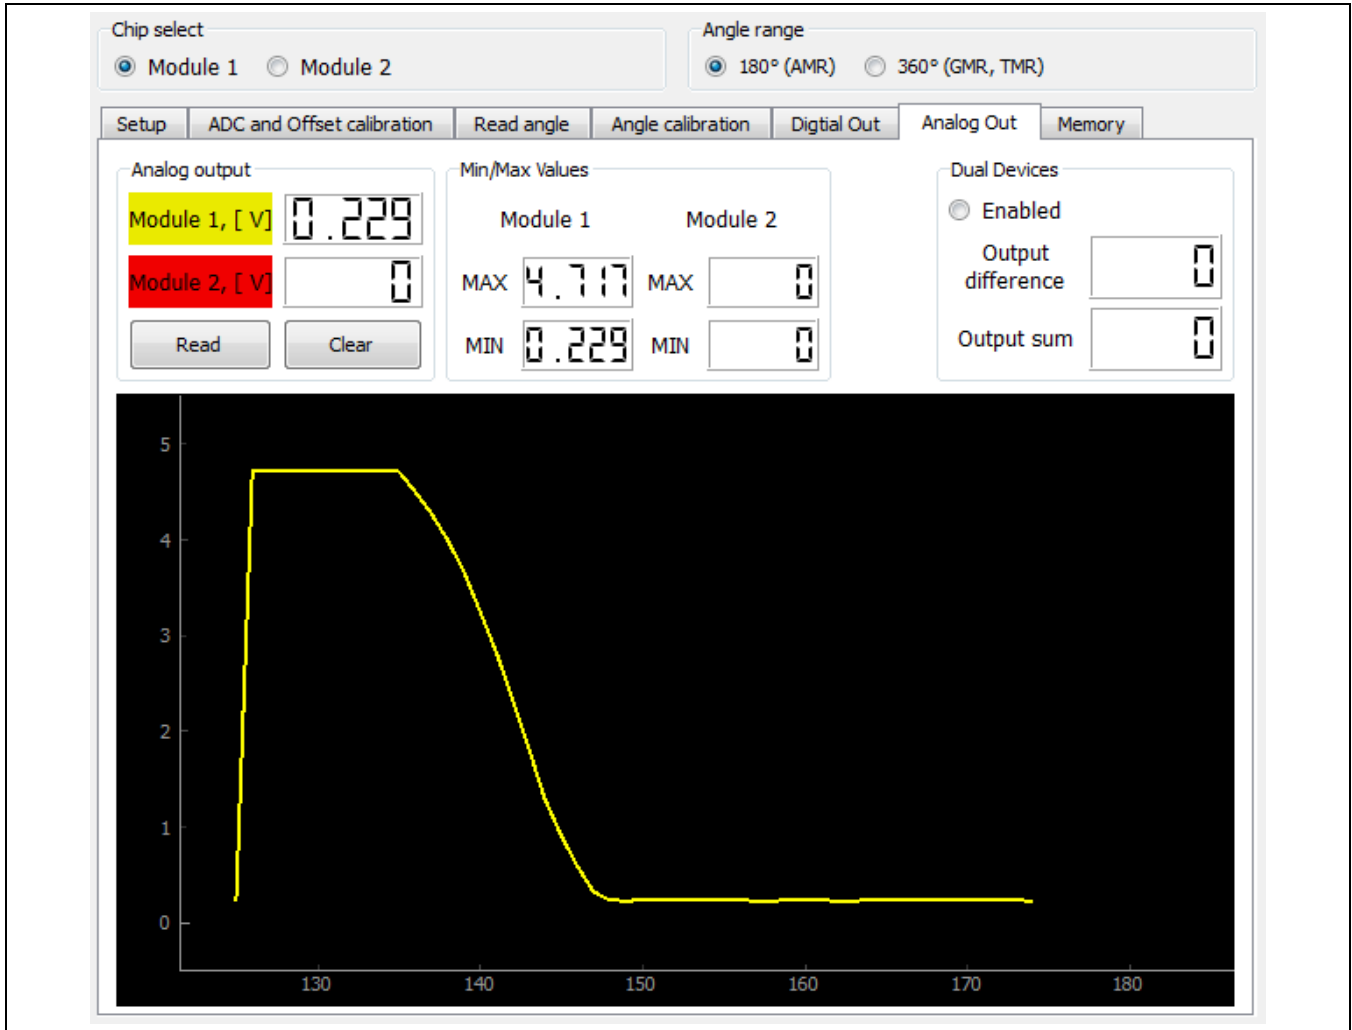 Chip select
Angle range
Module 1 Module 2
180° (AMR) 360° (GMR, TMR)
Setup ADC and Offset calibration Read angle Angle calibration Digtial Out Analog Out Memory
Analog output
Module 1, [ V] 0.229
Module 2, [ V] 0
Read Clear
Min/Max Values
Module 1 Module 2
MAX 4.717 MAX 0
MIN 0.229 MIN 0
Dual Devices
Enabled
Output
difference 0
Output sum 0
5
4
3
2
1
0
130 140 150 160 170 180